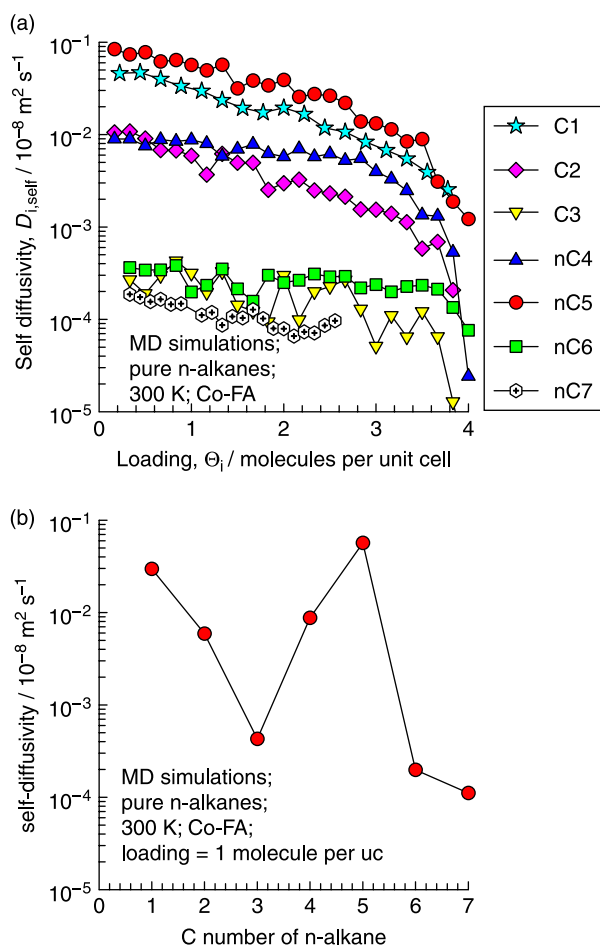 (a)
10⁻¹
10⁻²
10⁻³
10⁻⁴
10⁻⁵
Self diffusivity, D_i,self / 10⁻⁸ m² s⁻¹
MD simulations;
pure n-alkanes;
300 K; Co-FA
0 1 2 3 4
Loading, Θ_i / molecules per unit cell
C1
C2
C3
nC4
nC5
nC6
nC7
(b)
10⁻¹
10⁻²
10⁻³
10⁻⁴
10⁻⁵
self-diffusivity / 10⁻⁸ m² s⁻¹
MD simulations;
pure n-alkanes;
300 K; Co-FA;
loading = 1 molecule per uc
0 1 2 3 4 5 6 7
C number of n-alkane